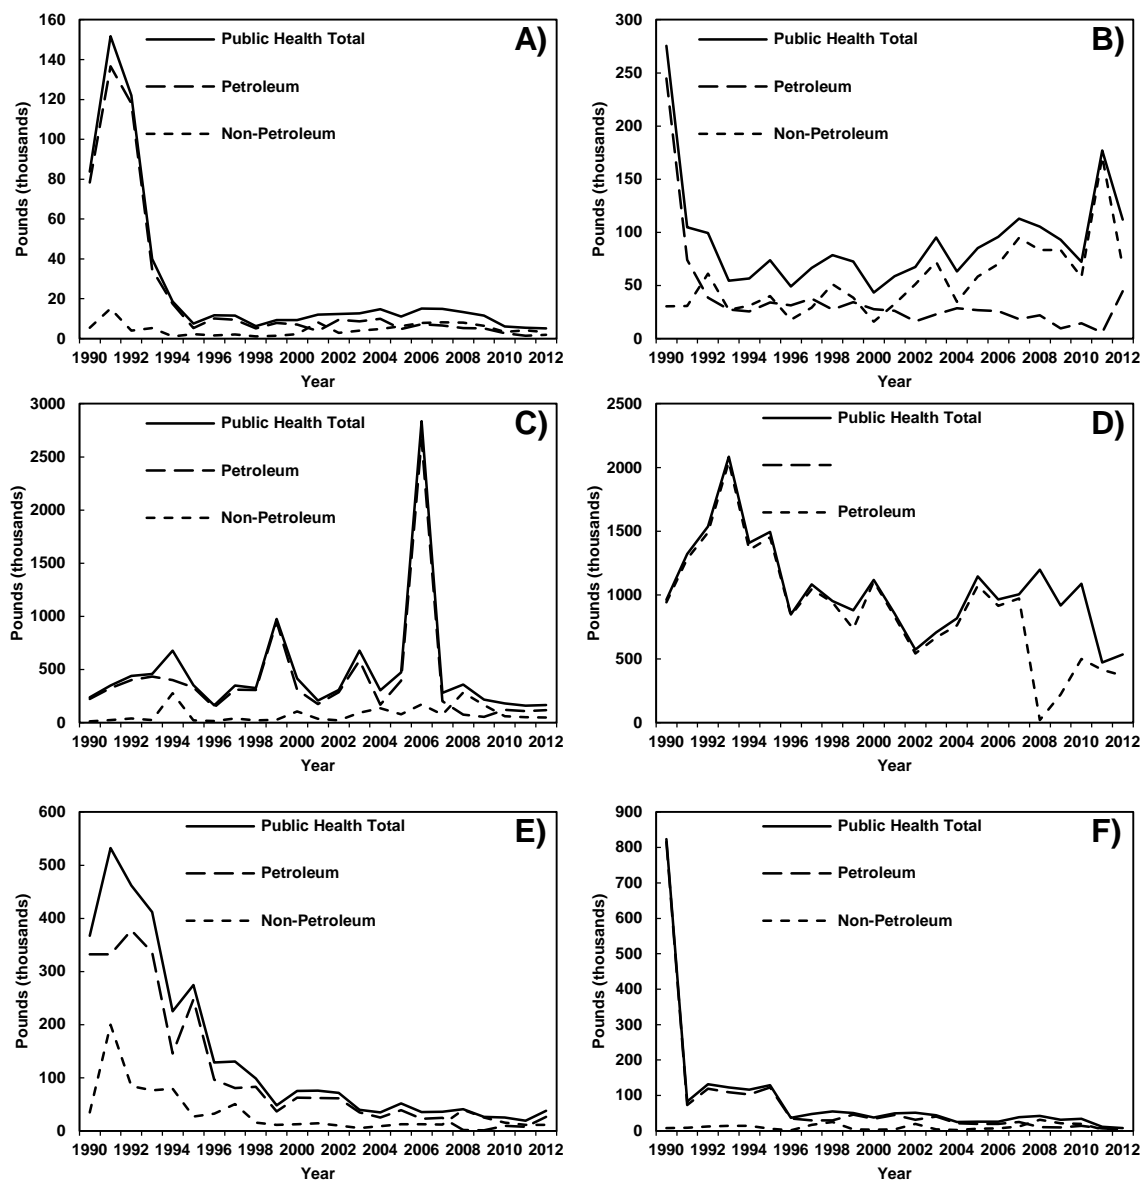 A)
Public Health Total
Petroleum
Non-Petroleum
Pounds (thousands)
160
140
120
100
80
60
40
20
0
1990 1992 1994 1996 1998 2000 2002 2004 2006 2008 2010 2012
Year
B)
Public Health Total
Petroleum
Non-Petroleum
Pounds (thousands)
300
250
200
150
100
50
0
1990 1992 1994 1996 1998 2000 2002 2004 2006 2008 2010 2012
Year
C)
Public Health Total
Petroleum
Non-Petroleum
Pounds (thousands)
3000
2500
2000
1500
1000
500
0
1990 1992 1994 1996 1998 2000 2002 2004 2006 2008 2010 2012
Year
D)
Public Health Total
Petroleum
Pounds (thousands)
2500
2000
1500
1000
500
0
1990 1992 1994 1996 1998 2000 2002 2004 2006 2008 2010 2012
Year
E)
Public Health Total
Petroleum
Non-Petroleum
Pounds (thousands)
600
500
400
300
200
100
0
1990 1992 1994 1996 1998 2000 2002 2004 2006 2008 2010 2012
Year
F)
Public Health Total
Petroleum
Non-Petroleum
Pounds (thousands)
900
800
700
600
500
400
300
200
100
0
1990 1992 1994 1996 1998 2000 2002 2004 2006 2008 2010 2012
Year